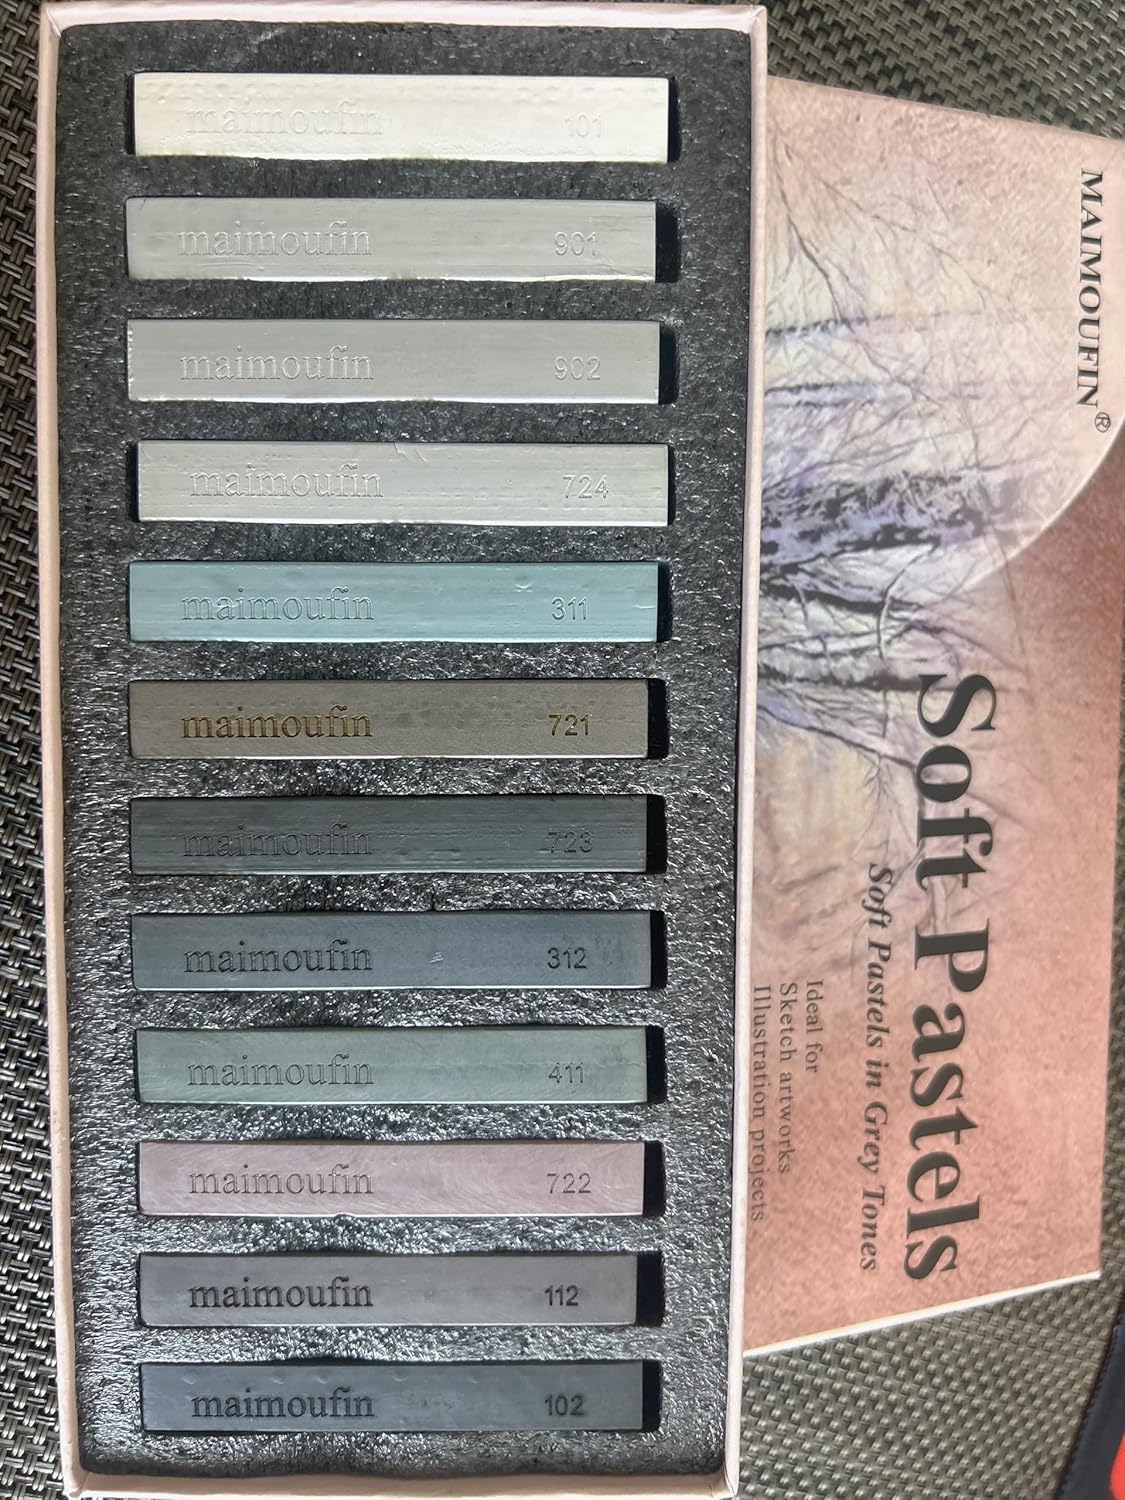 maimoufin 101
maimoufin 901
maimoufin 902
maimoufin 724
maimoufin 311
maimoufin 721
maimoufin 723
maimoufin 312
maimoufin 411
maimoufin 722
maimoufin 112
maimoufin 102
MAIMOUFIN®
Soft Pastels
Soft Pastels in Grey Tones
Ideal for
Sketch artworks
Illustration projects